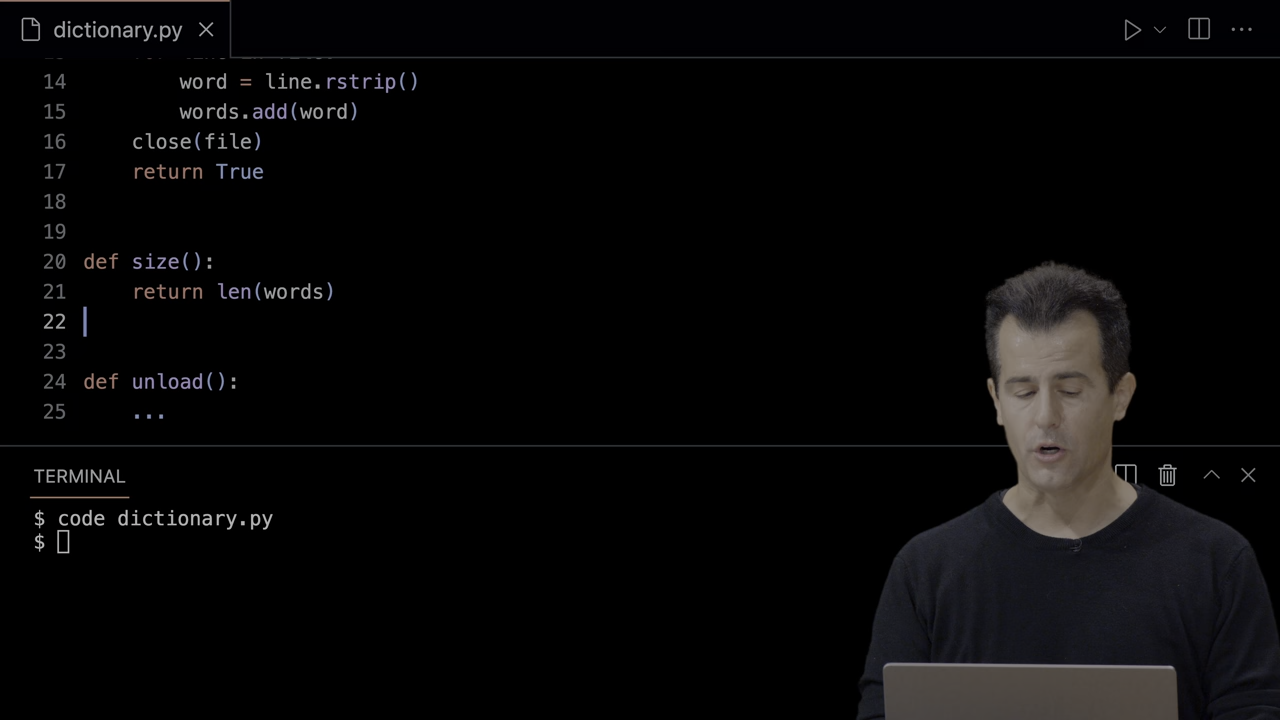 dictionary.py
14 word = line.rstrip()
15 words.add(word)
16 close(file)
17 return True
18
19
20 def size():
21 return len(words)
22
23
24 def unload():
25 ...
TERMINAL
$ code dictionary.py
$